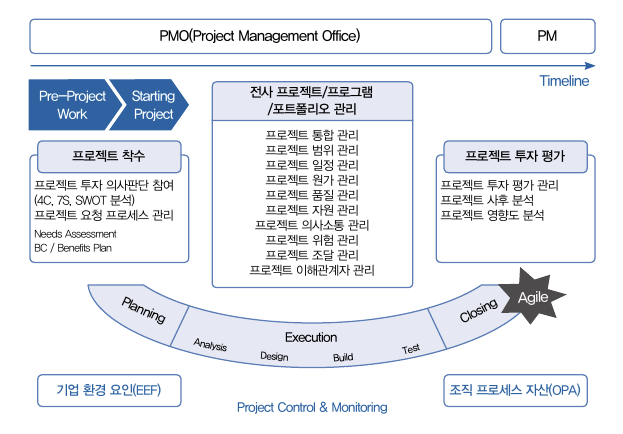 PMO(Project Management Office)
PM
Timeline
Pre-Project
Work
Starting
Project
프로젝트 착수
프로젝트 투자 의사판단 참여
(4C, 7S, SWOT 분석)
프로젝트 요청 프로세스 관리
Needs Assessment
BC / Benefits Plan
전사 프로젝트/프로그램
/포트폴리오 관리
프로젝트 통합 관리
프로젝트 범위 관리
프로젝트 일정 관리
프로젝트 원가 관리
프로젝트 품질 관리
프로젝트 자원 관리
프로젝트 의사소통 관리
프로젝트 위험 관리
프로젝트 조달 관리
프로젝트 이해관계자 관리
프로젝트 투자 평가
프로젝트 투자 평가 관리
프로젝트 사후 분석
프로젝트 영향도 분석
Planning
Execution
Analysis
Design
Build
Test
Closing
Agile
기업 환경 요인(EEF)
Project Control & Monitoring
조직 프로세스 자산(OPA)